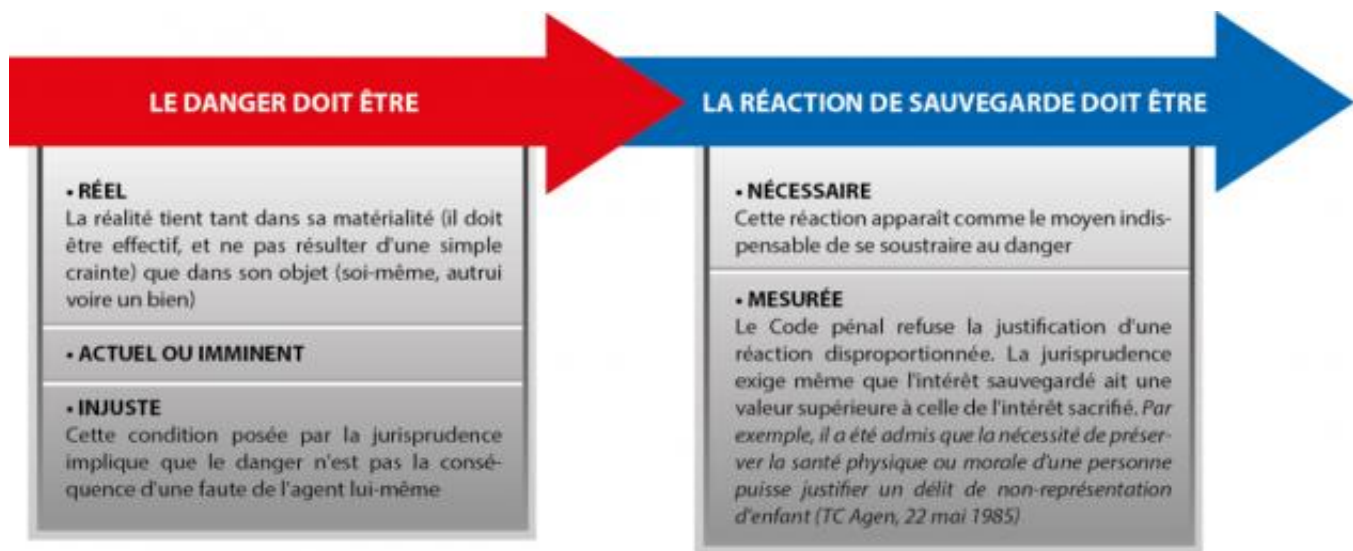 LE DANGER DOIT ÊTRE
• RÉEL
La réalité tient tant dans sa matérialité (il doit
être effectif, et ne pas résulter d'une simple
crainte) que dans son objet (soi-même, autrui
voire un bien)
• ACTUEL OU IMMINENT
• INJUSTE
Cette condition posée par la jurisprudence
implique que le danger n'est pas la consé-
quence d'une faute de l'agent lui-même
LA RÉACTION DE SAUVEGARDE DOIT ÊTRE
• NÉCESSAIRE
Cette réaction apparaît comme le moyen indis-
pensable de se soustraire au danger
• MESURÉE
Le Code pénal refuse la justification d'une
réaction disproportionnée. La jurisprudence
exige même que l'intérêt sauvegardé ait une
valeur supérieure à celle de l'intérêt sacrifié. Par
exemple, il a été admis que la nécessité de préser-
ver la santé physique ou morale d'une personne
puisse justifier un délit de non-représentation
d'enfant (TC Agen, 22 mai 1985)